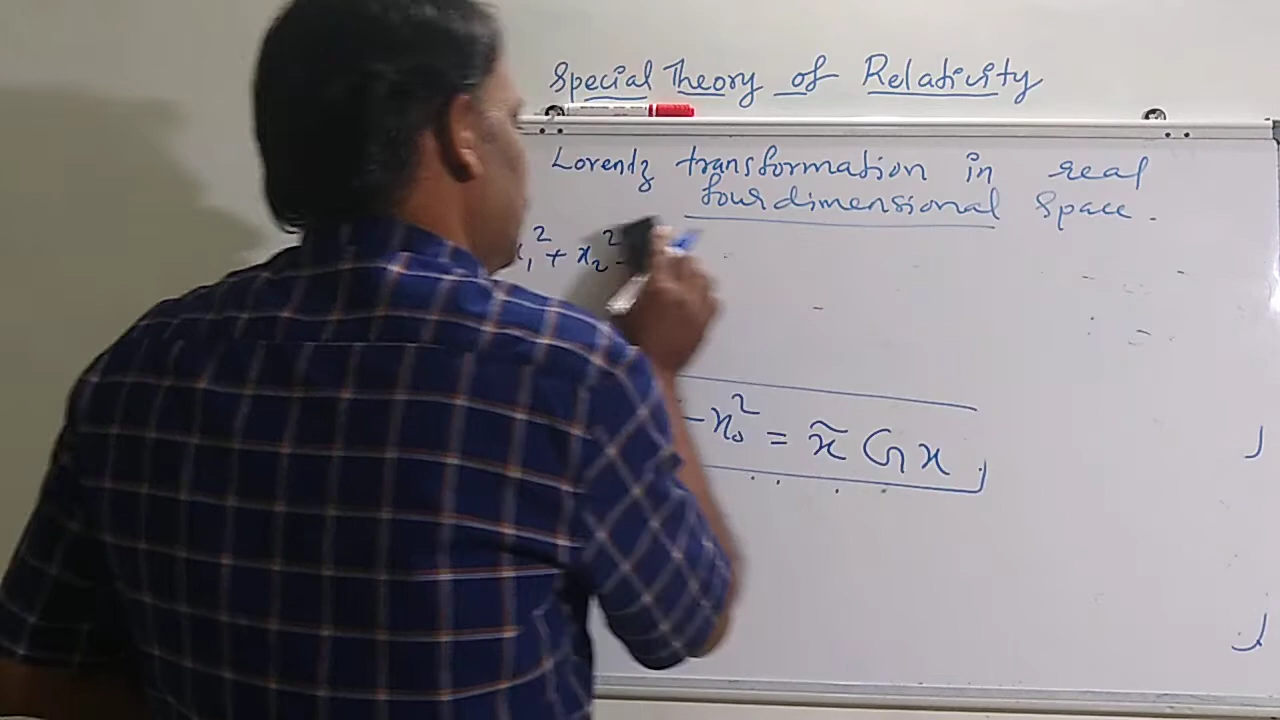 Special Theory of Relativity
Lorentz transformation in real
four dimensional Space.
x₁² + x₂²
- x₀² = x̃ G x